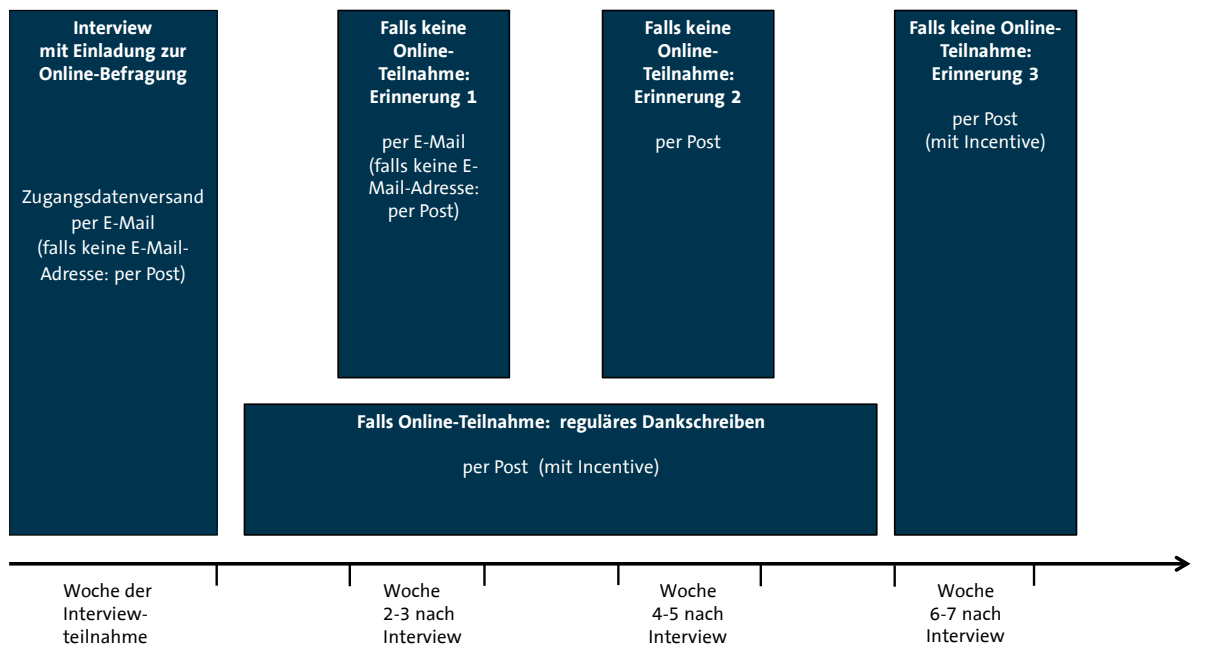 Interview
mit Einladung zur
Online-Befragung
Zugangsdatenversand
per E-Mail
(falls keine E-Mail-
Adresse: per Post)
Falls keine
Online-
Teilnahme:
Erinnerung 1
per E-Mail
(falls keine E-
Mail-Adresse:
per Post)
Falls keine
Online-
Teilnahme:
Erinnerung 2
per Post
Falls keine Online-
Teilnahme:
Erinnerung 3
per Post
(mit Incentive)
Falls Online-Teilnahme: reguläres Dankschreiben
per Post (mit Incentive)
Woche der
Interview-
teilnahme
Woche
2-3 nach
Interview
Woche
4-5 nach
Interview
Woche
6-7 nach
Interview